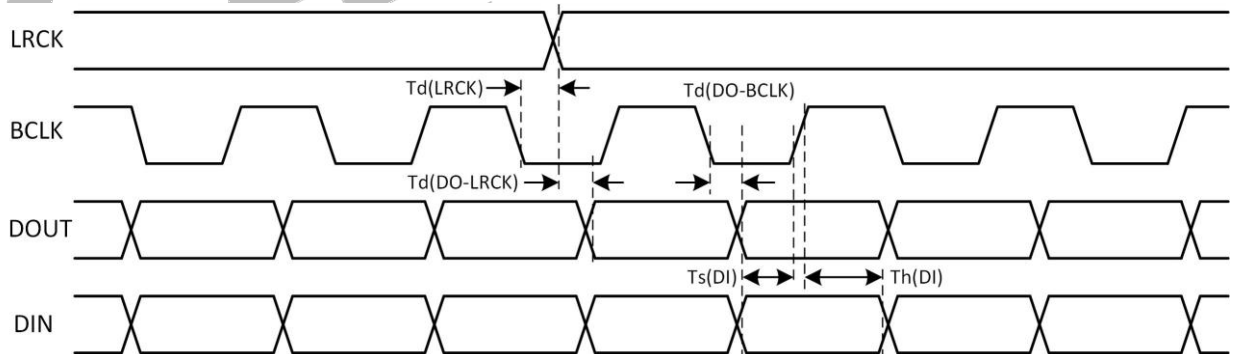 LRCK
Td(LRCK)
Td(DO-BCLK)
BCLK
Td(DO-LRCK)
DOUT
Ts(DI)
Th(DI)
DIN